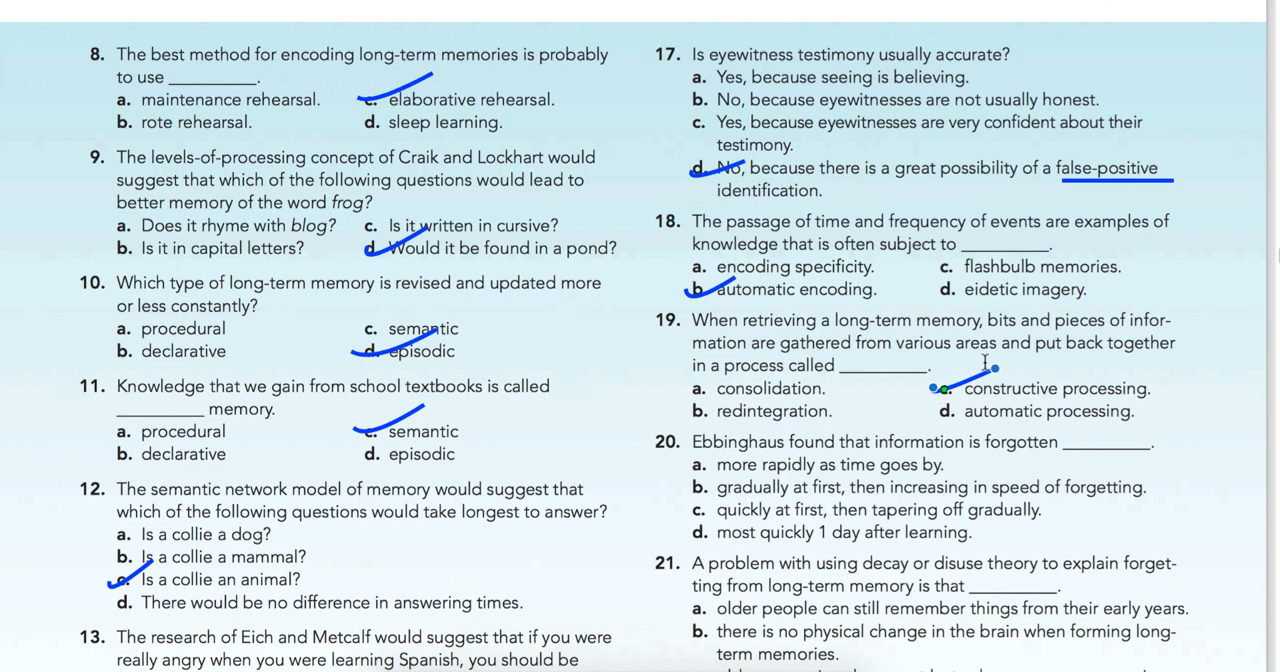 8. The best method for encoding long-term memories is probably
to use __________.
a. maintenance rehearsal. c. elaborative rehearsal.
b. rote rehearsal. d. sleep learning.
9. The levels-of-processing concept of Craik and Lockhart would
suggest that which of the following questions would lead to
better memory of the word frog?
a. Does it rhyme with blog? c. Is it written in cursive?
b. Is it in capital letters? d. Would it be found in a pond?
10. Which type of long-term memory is revised and updated more
or less constantly?
a. procedural c. semantic
b. declarative d. episodic
11. Knowledge that we gain from school textbooks is called
__________ memory.
a. procedural c. semantic
b. declarative d. episodic
12. The semantic network model of memory would suggest that
which of the following questions would take longest to answer?
a. Is a collie a dog?
b. Is a collie a mammal?
c. Is a collie an animal?
d. There would be no difference in answering times.
13. The research of Eich and Metcalf would suggest that if you were
really angry when you were learning Spanish, you should be
17. Is eyewitness testimony usually accurate?
a. Yes, because seeing is believing.
b. No, because eyewitnesses are not usually honest.
c. Yes, because eyewitnesses are very confident about their
testimony.
d. No, because there is a great possibility of a false-positive
identification.
18. The passage of time and frequency of events are examples of
knowledge that is often subject to __________.
a. encoding specificity. c. flashbulb memories.
b. automatic encoding. d. eidetic imagery.
19. When retrieving a long-term memory, bits and pieces of infor-
mation are gathered from various areas and put back together
in a process called __________.
a. consolidation. c. constructive processing.
b. redintegration. d. automatic processing.
20. Ebbinghaus found that information is forgotten __________.
a. more rapidly as time goes by.
b. gradually at first, then increasing in speed of forgetting.
c. quickly at first, then tapering off gradually.
d. most quickly 1 day after learning.
21. A problem with using decay or disuse theory to explain forget-
ting from long-term memory is that __________.
a. older people can still remember things from their early years.
b. there is no physical change in the brain when forming long-
term memories.